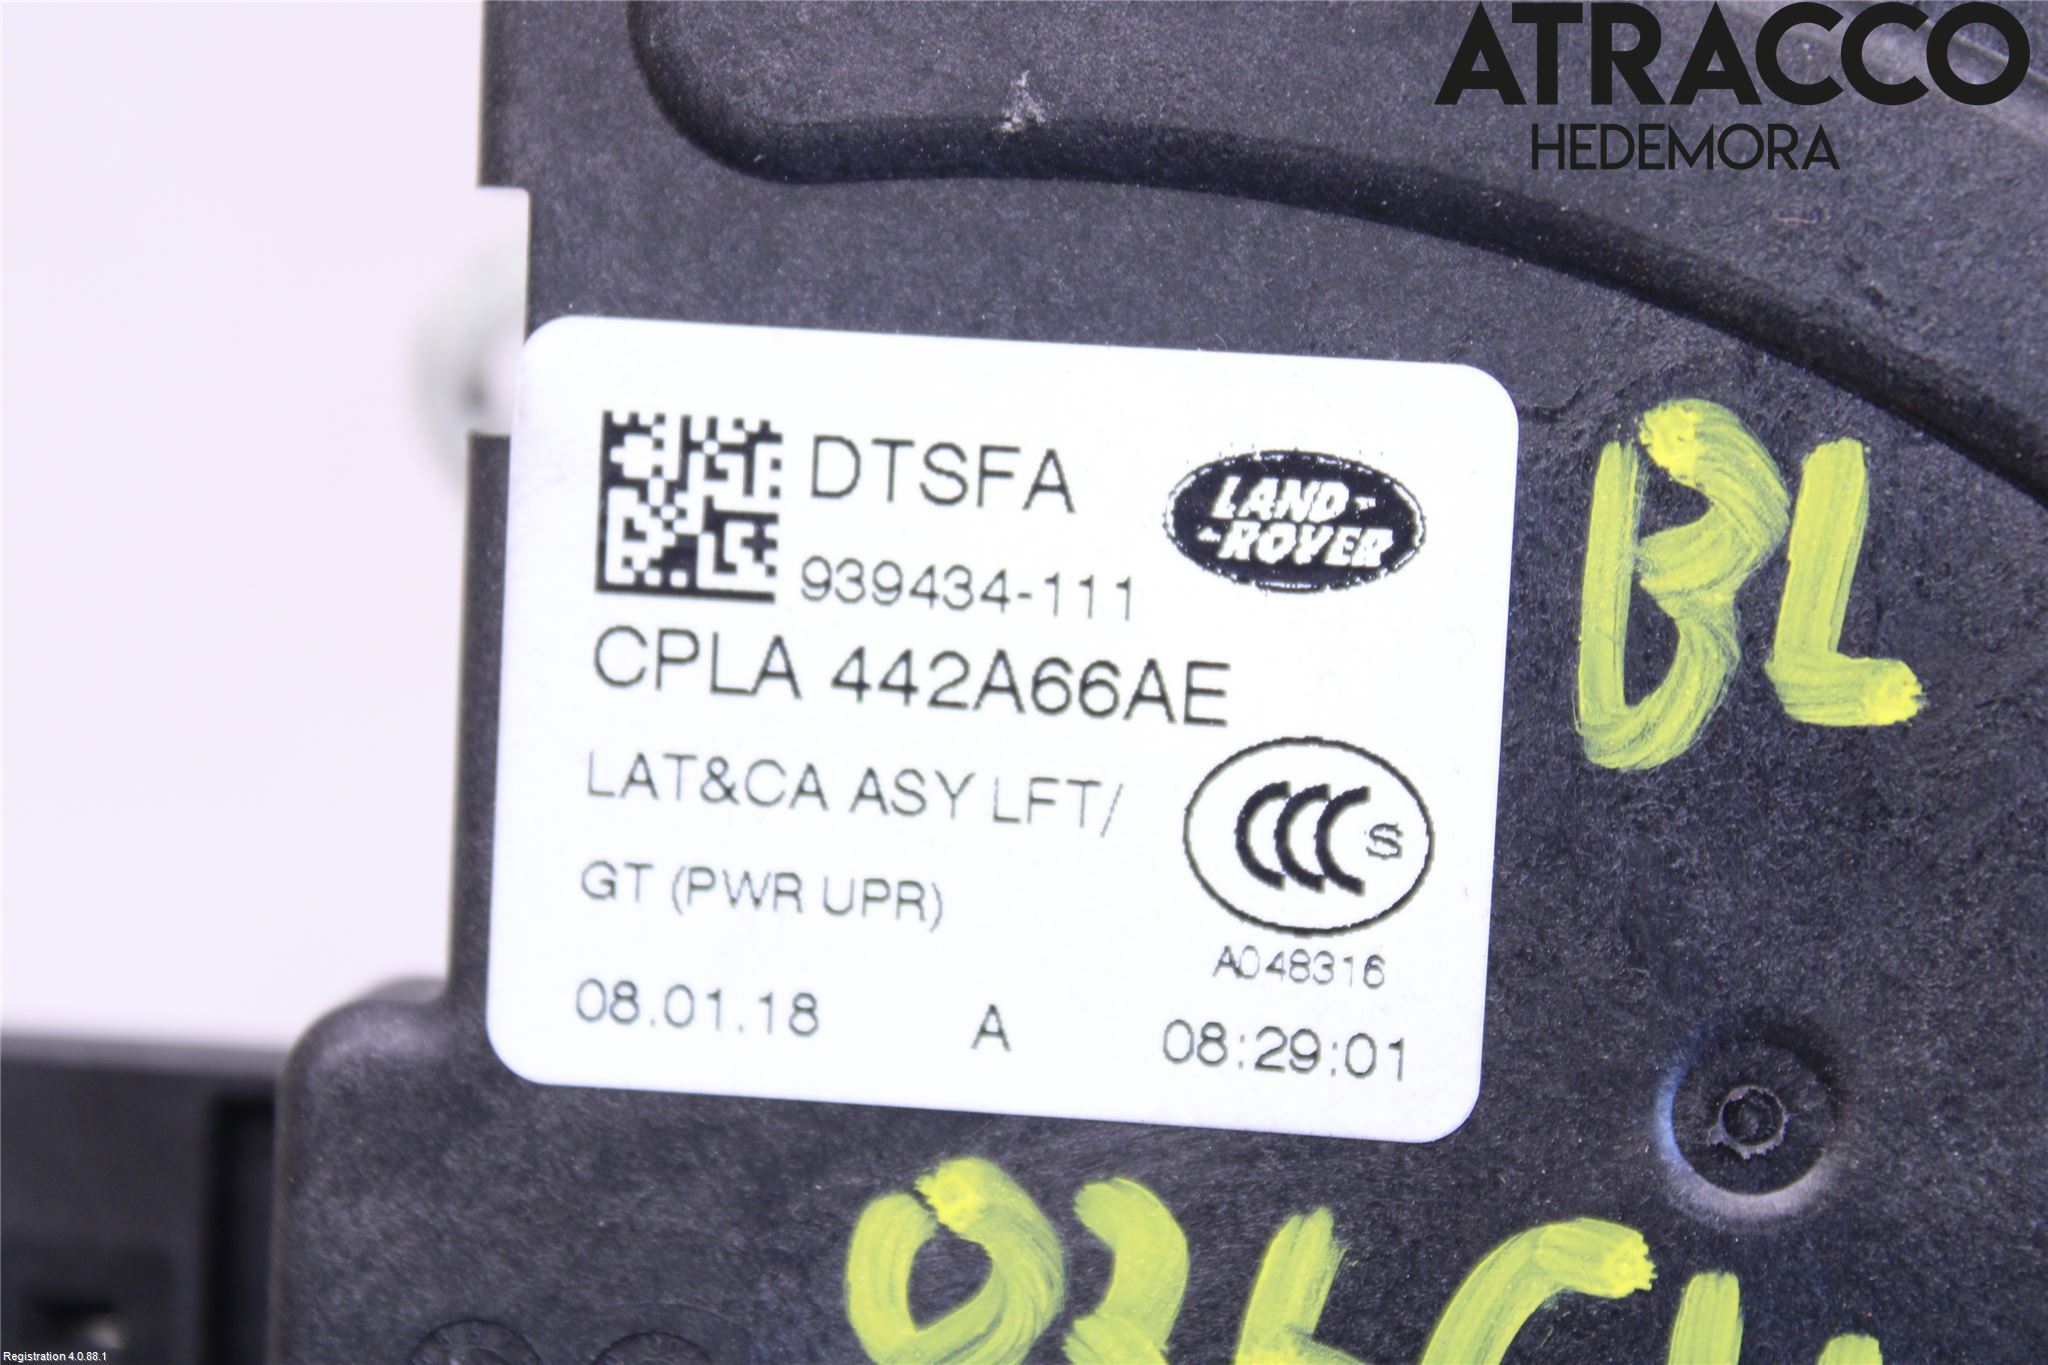 ATRACCO
HEDEMORA
DTSFA
LAND
ROVER
939434-111
CPLA 442A66AE
LAT&CA ASY LFT/
GT (PWR UPR)
CCC S
A048316
08.01.18 A 08:29:01
BL
Registration 4.0.88.1